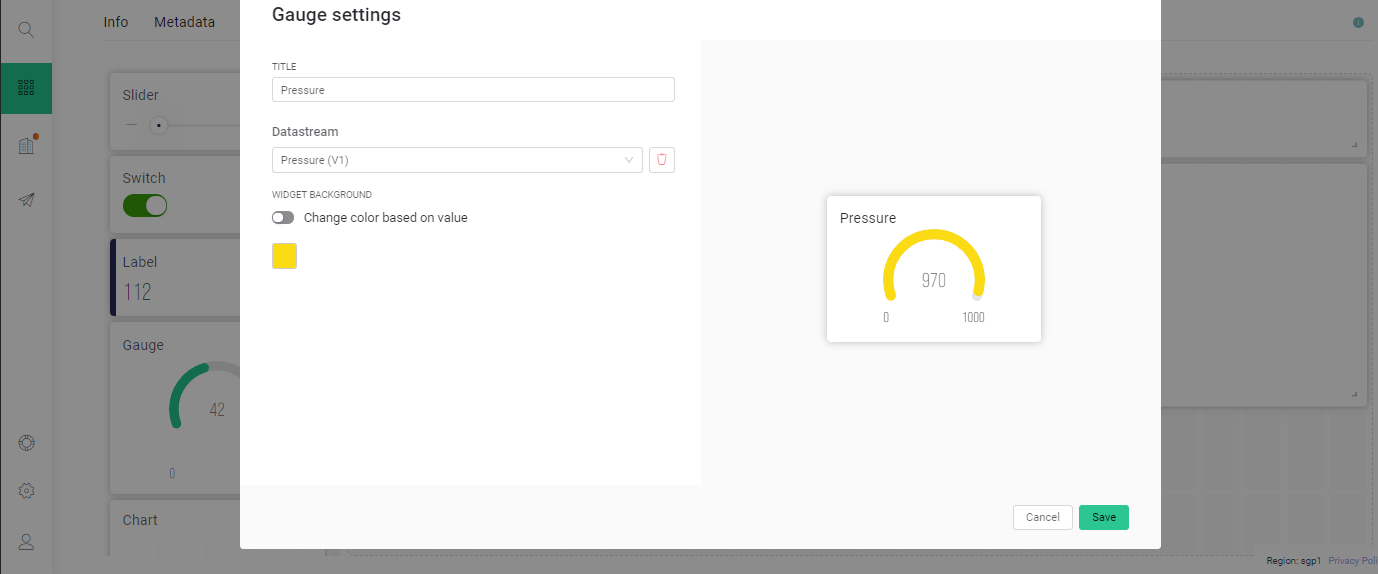 Gauge settings
Info Metadata
TITLE
Pressure
Datastream
Pressure (V1)
WIDGET BACKGROUND
Change color based on value
Pressure
970
0 1000
Cancel Save
Slider
Switch
Label
112
Gauge
42
0
Chart
Region: sgp1 Privacy Poli